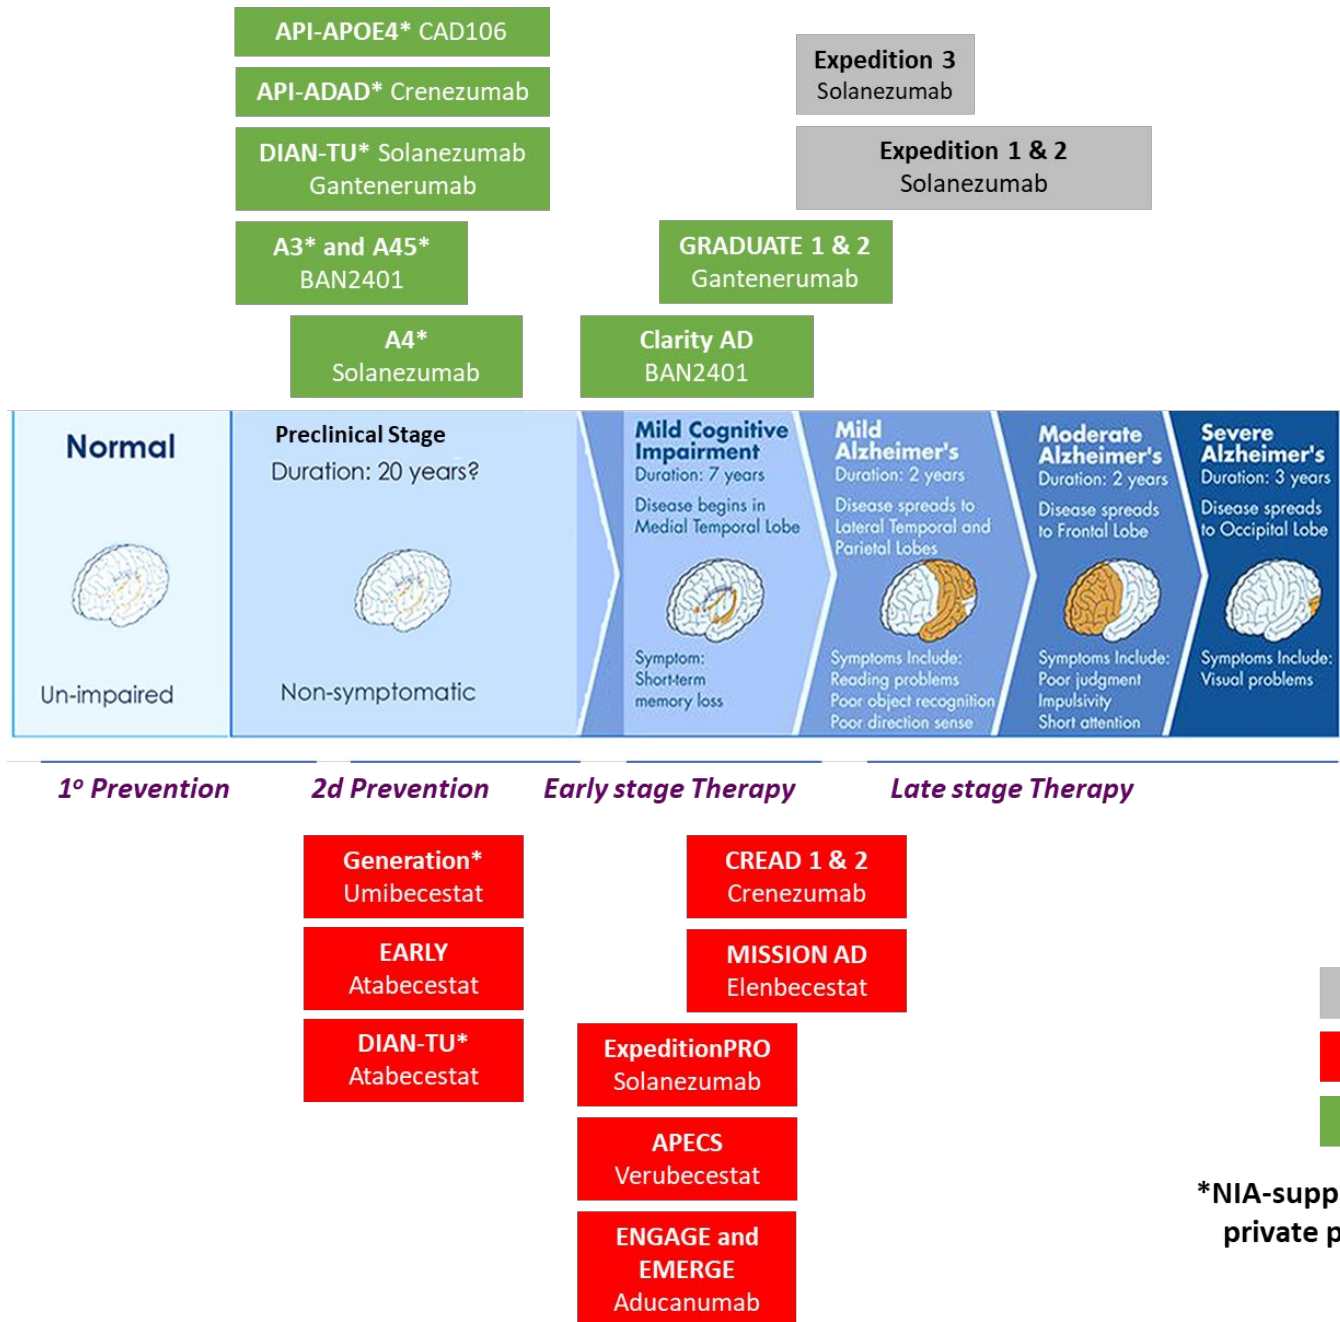 API-APOE4* CAD106
API-ADAD* Crenezumab
DIAN-TU* Solanezumab
Gantenerumab
A3* and A45*
BAN2401
A4*
Solanezumab
Expedition 3
Solanezumab
Expedition 1 & 2
Solanezumab
GRADUATE 1 & 2
Gantenerumab
Clarity AD
BAN2401
Normal
Un-impaired
Preclinical Stage
Duration: 20 years?
Non-symptomatic
Mild Cognitive
Impairment
Duration: 7 years
Disease begins in
Medial Temporal Lobe
Symptom:
Short-term
memory loss
Mild
Alzheimer's
Duration: 2 years
Disease spreads to
Lateral Temporal and
Parietal Lobes
Symptoms Include:
Reading problems
Poor object recognition
Poor direction sense
Moderate
Alzheimer's
Duration: 2 years
Disease spreads
to Frontal Lobe
Symptoms Include:
Poor judgment
Impulsivity
Short attention
Severe
Alzheimer's
Duration: 3 years
Disease spreads
to Occipital Lobe
Symptoms Include:
Visual problems
1º Prevention
2d Prevention
Early stage Therapy
Late stage Therapy
Generation*
Umibecestat
EARLY
Atabecestat
DIAN-TU*
Atabecestat
CREAD 1 & 2
Crenezumab
MISSION AD
Elenbecestat
ExpeditionPRO
Solanezumab
APECS
Verubecestat
ENGAGE and
EMERGE
Aducanumab
*NIA-supp
private p